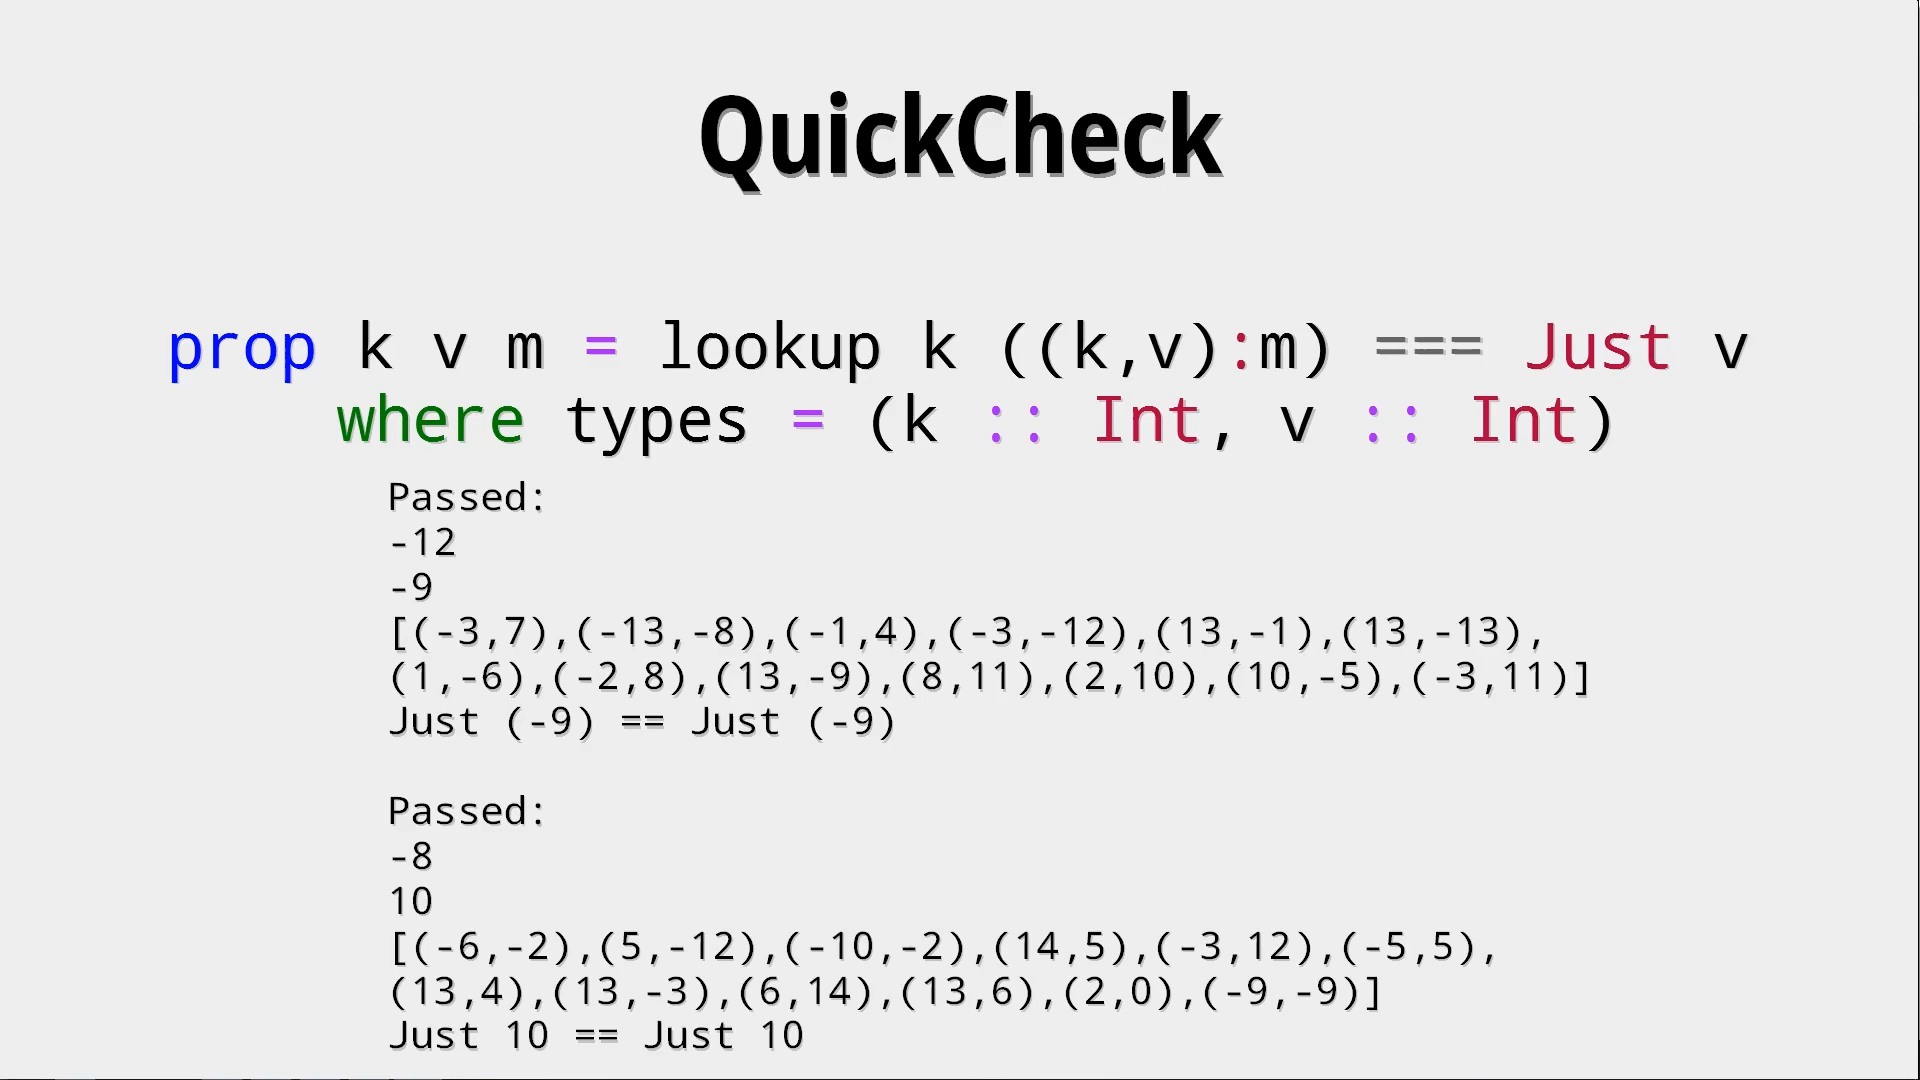 QuickCheck
prop k v m = lookup k ((k,v):m) === Just v
where types = (k :: Int, v :: Int)
Passed:
-12
-9
[(-3,7),(-13,-8),(-1,4),(-3,-12),(13,-1),(13,-13),
(1,-6),(-2,8),(13,-9),(8,11),(2,10),(10,-5),(-3,11)]
Just (-9) == Just (-9)
Passed:
-8
10
[(-6,-2),(5,-12),(-10,-2),(14,5),(-3,12),(-5,5),
(13,4),(13,-3),(6,14),(13,6),(2,0),(-9,-9)]
Just 10 == Just 10